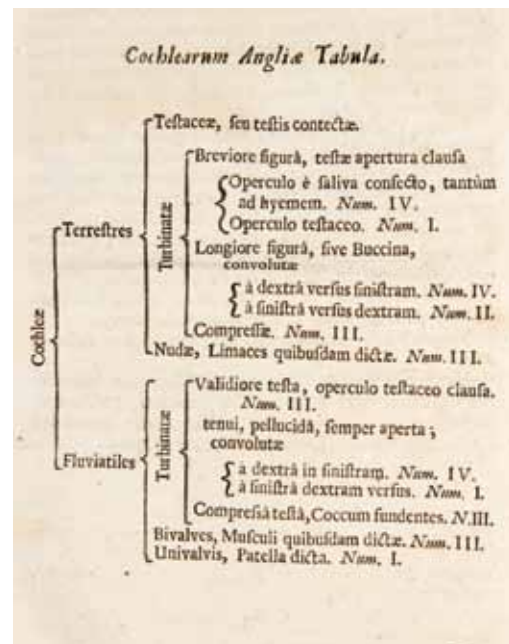 Cochlearum Angliæ Tabula.
Teſtaceæ, ſeu teſtis contectæ.
Breviore figurâ, teſtæ apertura clauſa
Operculo è ſaliva confecto, tantùm
ad hyemem. Num. IV.
Operculo teſtaceo. Num. I.
Terreſtres
Turbinatæ
Longiore figurâ, ſive Buccina,
convolutæ
à dextrâ verſus ſiniſtram. Num. IV.
à ſiniſtrâ verſus dextram. Num. II.
Compreſſæ. Num. III.
Nudæ, Limaces quibuſdam dictæ. Num. III.
Cochleæ
Validiore teſta, operculo teſtaceo clauſa.
Num. III.
Turbinatæ
tenui, pellucidâ, ſemper aperta;
convolutæ
Fluviatiles
à dextrâ in ſiniſtram. Num. IV.
à ſiniſtrâ dextram verſus. Num. I.
Compreſſâ teſtâ, Coccum fundentes. N. III.
Bivalves, Muſculi quibuſdam dictæ. Num. III.
Univalvis, Patella dicta. Num. I.